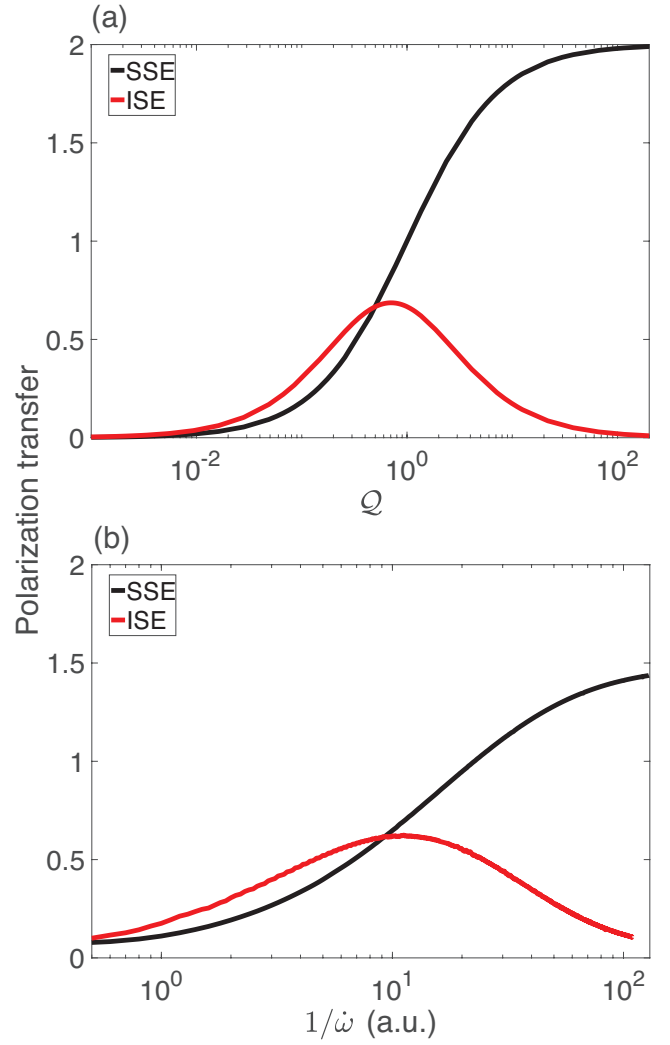 (a)
2
1.5
1
0.5
0
SSE
ISE
10^-2
10^0
10^2
𝒬
Polarization transfer
(b)
2
1.5
1
0.5
0
SSE
ISE
10^0
10^1
10^2
1/ω̇ (a.u.)